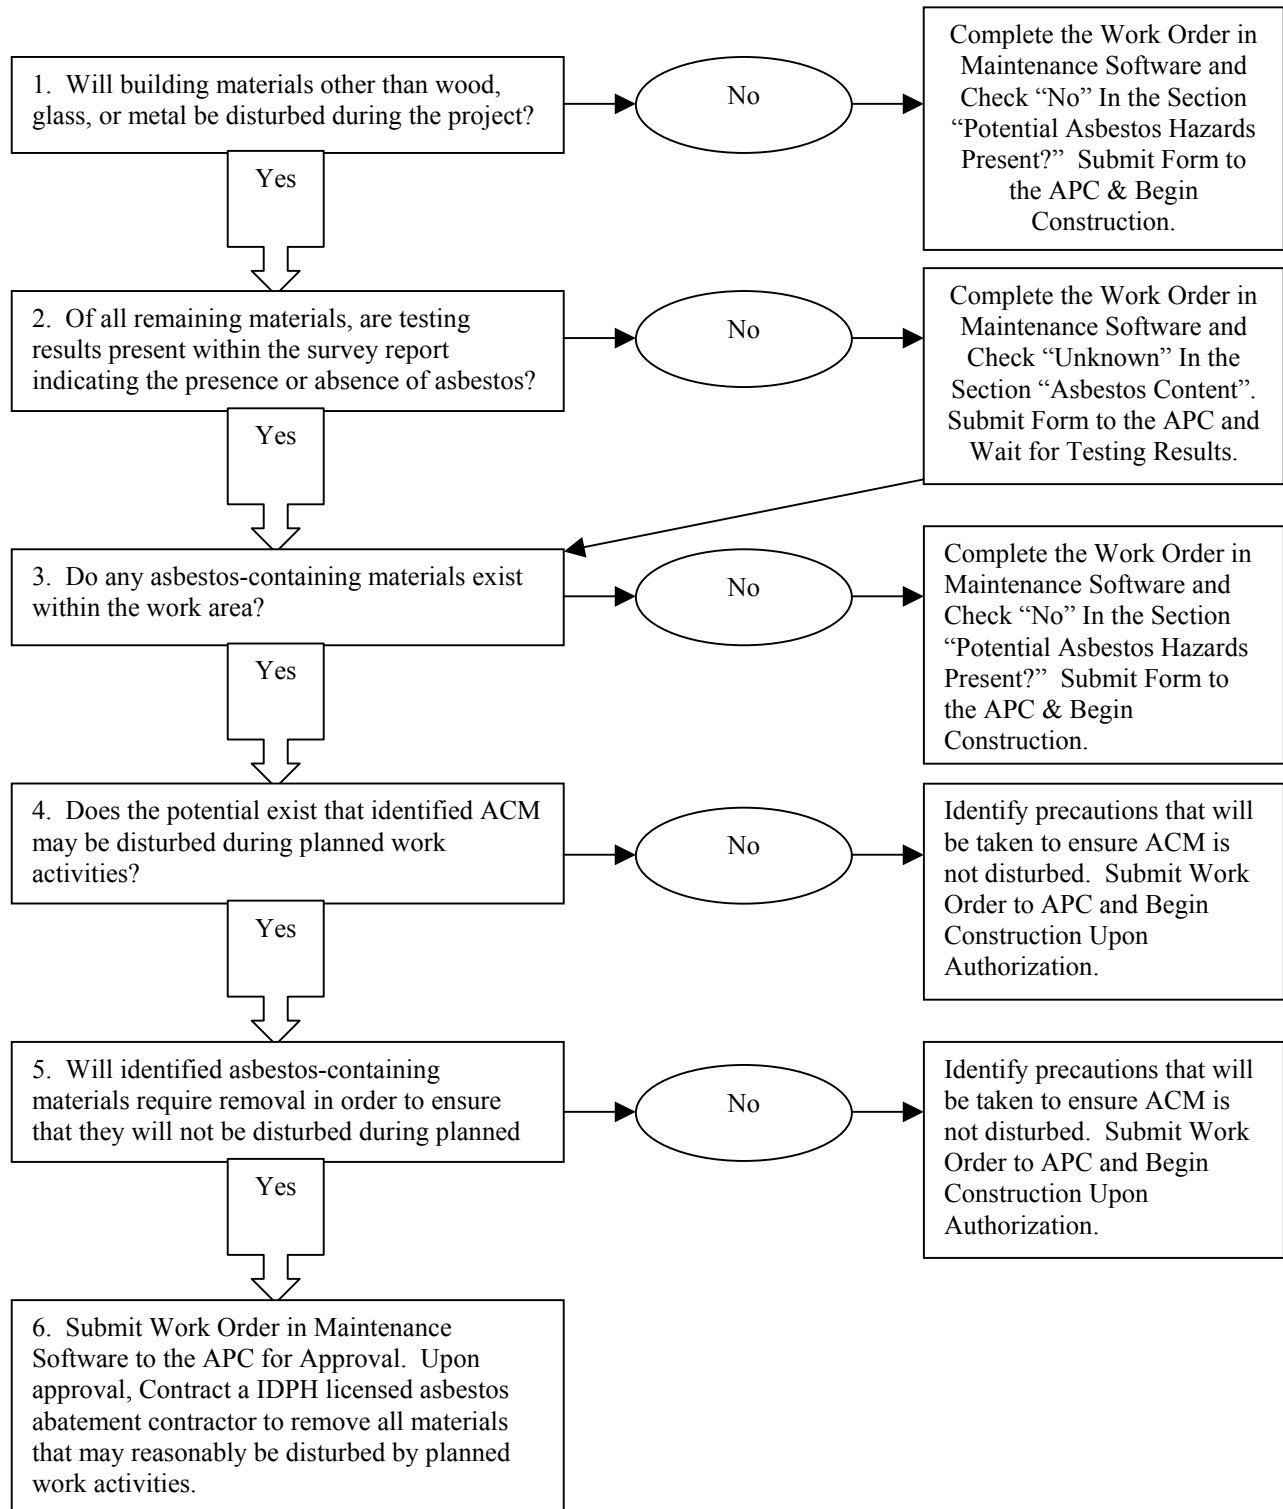 1. Will building materials other than wood,
glass, or metal be disturbed during the project?
No
Complete the Work Order in
Maintenance Software and
Check “No” In the Section
“Potential Asbestos Hazards
Present?” Submit Form to
the APC & Begin
Construction.
Yes
2. Of all remaining materials, are testing
results present within the survey report
indicating the presence or absence of asbestos?
No
Complete the Work Order in
Maintenance Software and
Check “Unknown” In the
Section “Asbestos Content”.
Submit Form to the APC and
Wait for Testing Results.
Yes
3. Do any asbestos-containing materials exist
within the work area?
No
Complete the Work Order in
Maintenance Software and
Check “No” In the Section
“Potential Asbestos Hazards
Present?” Submit Form to
the APC & Begin
Construction.
Yes
4. Does the potential exist that identified ACM
may be disturbed during planned work
activities?
No
Identify precautions that will
be taken to ensure ACM is
not disturbed. Submit Work
Order to APC and Begin
Construction Upon
Authorization.
Yes
5. Will identified asbestos-containing
materials require removal in order to ensure
that they will not be disturbed during planned
No
Identify precautions that will
be taken to ensure ACM is
not disturbed. Submit Work
Order to APC and Begin
Construction Upon
Authorization.
Yes
6. Submit Work Order in Maintenance
Software to the APC for Approval. Upon
approval, Contract a IDPH licensed asbestos
abatement contractor to remove all materials
that may reasonably be disturbed by planned
work activities.